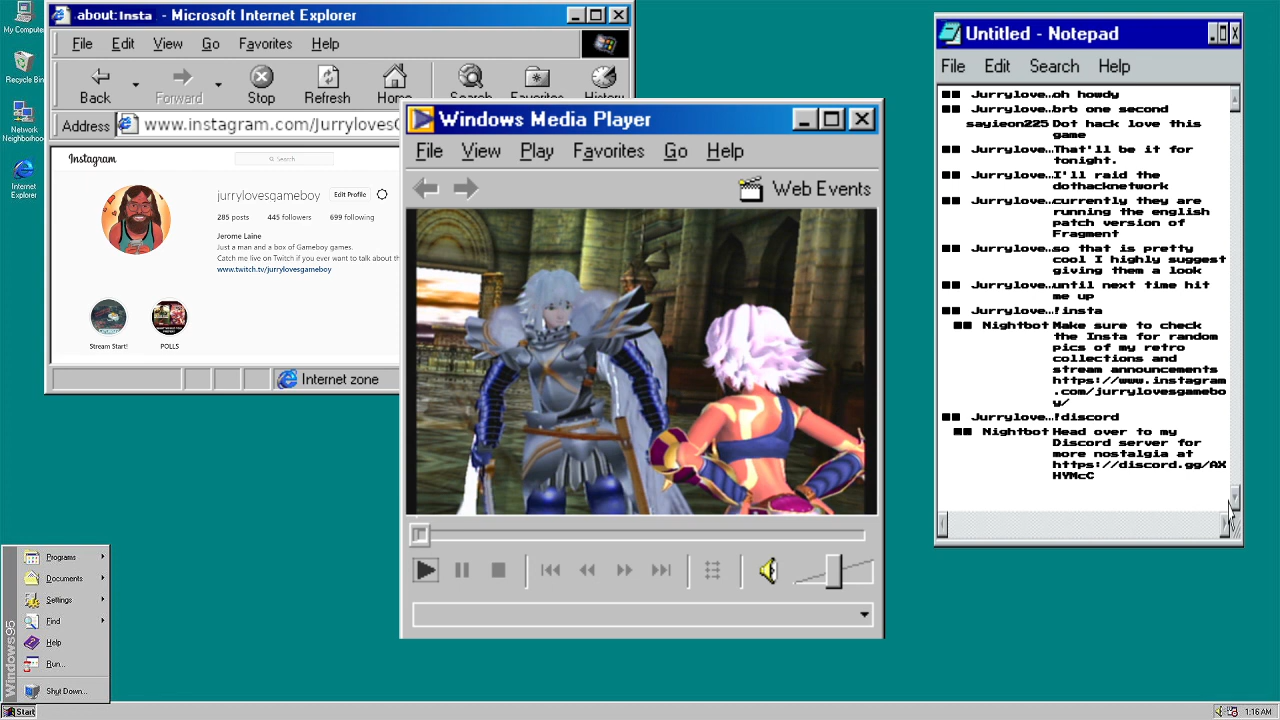 My Compute
Recycle Bin
Network
Neighborhoo
Internet
Explorer
about:Insta - Microsoft Internet Explorer
File Edit View Go Favorites Help
Back Forward Stop Refresh Home Search Favorites History
Address www.instagram.com/Jurryloves
Instagram
Search
jurrylovesgameboy Edit Profile
285 posts 445 followers 699 following
Jerome Laine
Just a man and a box of Gameboy games.
Catch me live on Twitch if you ever want to talk about th
www.twitch.tv/jurrylovesgameboy
Stream Start! POLLS
Internet zone
Windows Media Player
File View Play Favorites Go Help
Web Events
Untitled - Notepad
File Edit Search Help
Jurrylove...oh howdy
Jurrylove...brb one second
sayieon225 Dot hack love this
game
Jurrylove...That'll be it for
tonight.
Jurrylove...I'll raid the
dothacknetwork
Jurrylove...currently they are
running the english
patch version of
Fragment
Jurrylove...so that is pretty
cool I highly suggest
giving them a look
Jurrylove...until next time hit
me up
Jurrylove...!insta
Nightbot Make sure to check
the Insta for random
pics of my retro
collections and
stream announcements
https://www.instagram
.com/jurrylovesgamebo
y/
Jurrylove...!discord
Nightbot Head over to my
Discord server for
more nostalgia at
https://discord.gg/AX
HYMcC
Windows95
Programs
Documents
Settings
Find
Help
Run...
Shut Down...
Start
1:16 AM